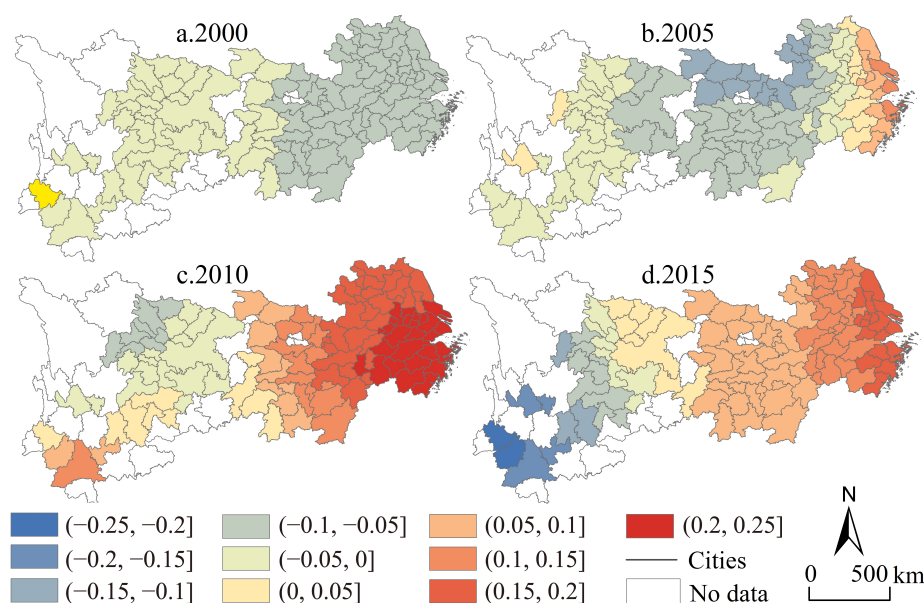 a.2000
b.2005
c.2010
d.2015
(−0.25, −0.2]
(−0.1, −0.05]
(0.05, 0.1]
(0.2, 0.25]
(−0.2, −0.15]
(−0.05, 0]
(0.1, 0.15]
Cities
(−0.15, −0.1]
(0, 0.05]
(0.15, 0.2]
No data
N
0 500 km